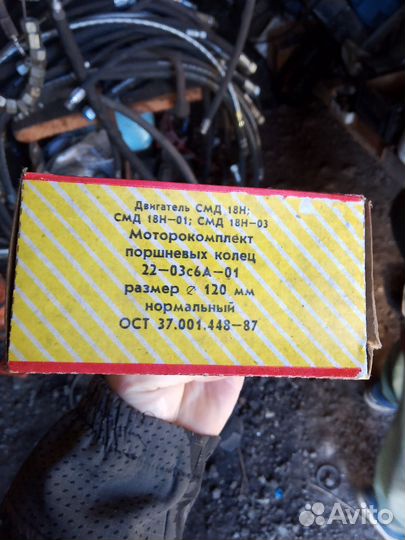 Двигатель СМД 18Н;
СМД 18Н-01; СМД 18Н-03
Моторокомплект
поршневых колец
22-03с6А-01
размер ⌀ 120 мм
нормальный
ОСТ 37.001.448-87
Avito